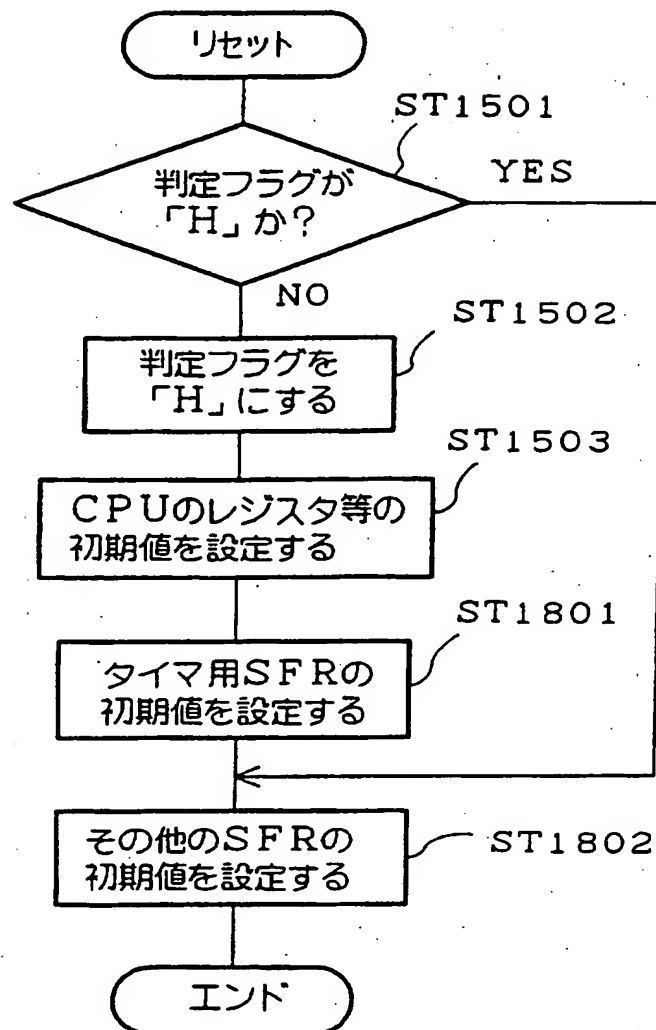 リセット
ST1501
判定フラグが
「H」か？
YES
NO
ST1502
判定フラグを
「H」にする
ST1503
CPUのレジスタ等の
初期値を設定する
ST1801
タイマ用SFRの
初期値を設定する
その他のSFRの
初期値を設定する
ST1802
エンド